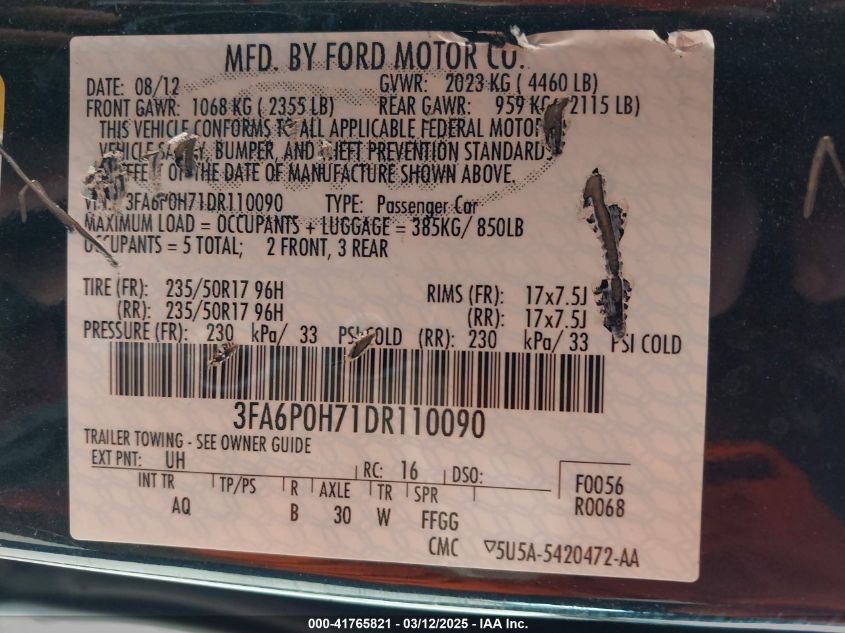 MFD. BY FORD MOTOR CO.
DATE: 08/12 GVWR: 2023 KG ( 4460 LB)
FRONT GAWR: 1068 KG ( 2355 LB) REAR GAWR: 959 KG ( 2115 LB)
THIS VEHICLE CONFORMS TO ALL APPLICABLE FEDERAL MOTOR
VEHICLE SAFETY, BUMPER, AND THEFT PREVENTION STANDARDS
EFFECT ON THE DATE OF MANUFACTURE SHOWN ABOVE.
VIN: 3FA6P0H71DR110090 TYPE: Passenger Car
MAXIMUM LOAD = OCCUPANTS + LUGGAGE = 385KG/ 850LB
OCCUPANTS = 5 TOTAL; 2 FRONT, 3 REAR
TIRE (FR): 235/50R17 96H RIMS (FR): 17x7.5J
(RR): 235/50R17 96H (RR): 17x7.5J
PRESSURE (FR): 230 kPa/ 33 PSI COLD (RR): 230 kPa/ 33 PSI COLD
3FA6P0H71DR110090
TRAILER TOWING - SEE OWNER GUIDE
EXT PNT: UH RC: 16 DSO: F0056
INT TR TP/PS R AXLE TR SPR R0068
AQ B 30 W FFGG
CMC ▽5U5A-5420472-AA
000-41765821 - 03/12/2025 - IAA Inc.